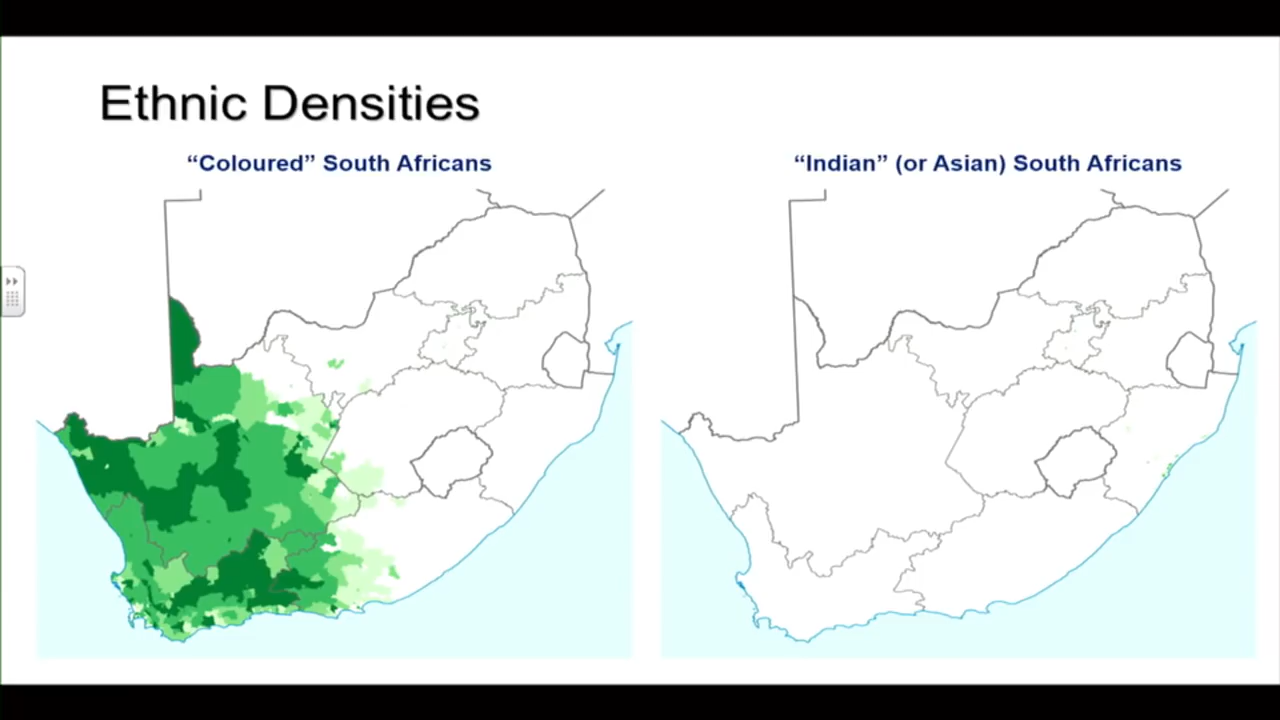 Ethnic Densities
“Coloured” South Africans
“Indian” (or Asian) South Africans